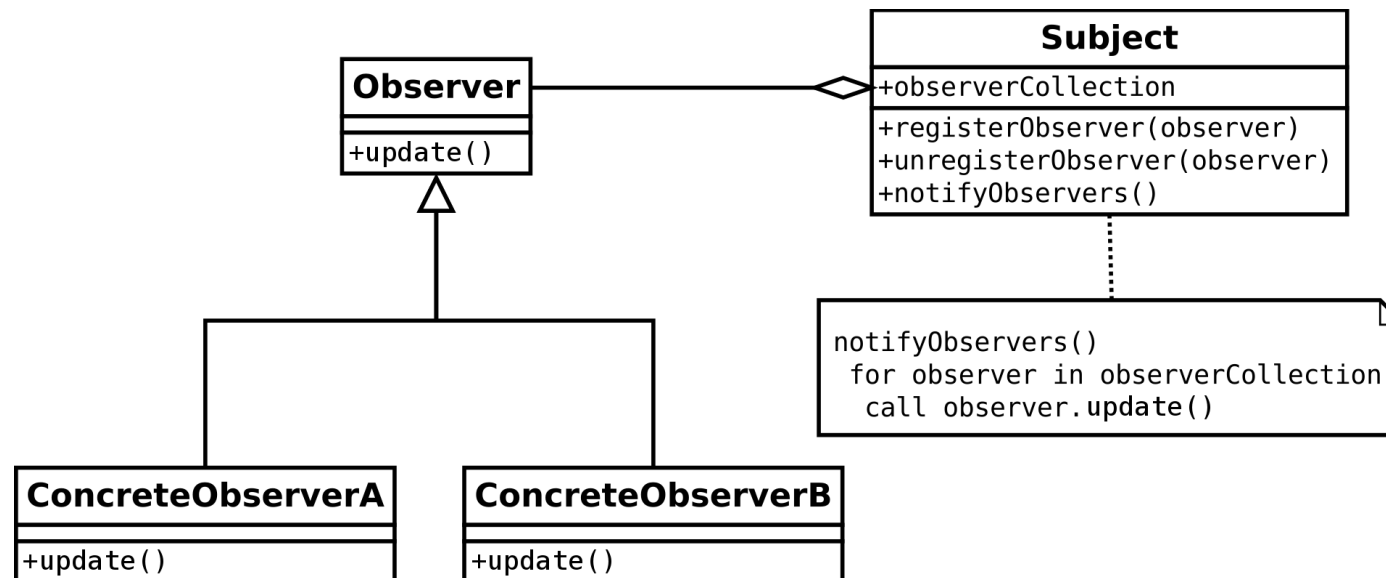 Observer
+update()
Subject
+observerCollection
+registerObserver(observer)
+unregisterObserver(observer)
+notifyObservers()
notifyObservers()
for observer in observerCollection
call observer.update()
ConcreteObserverA
+update()
ConcreteObserverB
+update()